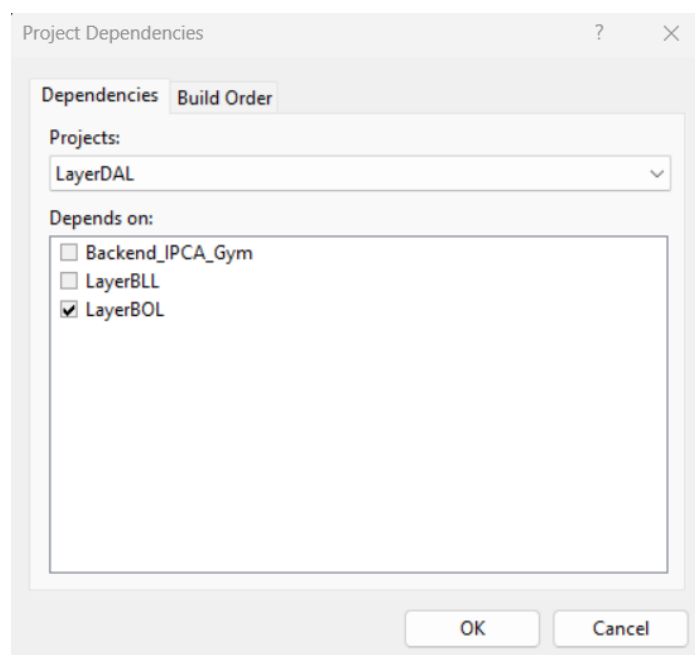 Project Dependencies ?
Dependencies Build Order
Projects:
LayerDAL
Depends on:
Backend_IPCA_Gym
LayerBLL
LayerBOL
OK Cancel